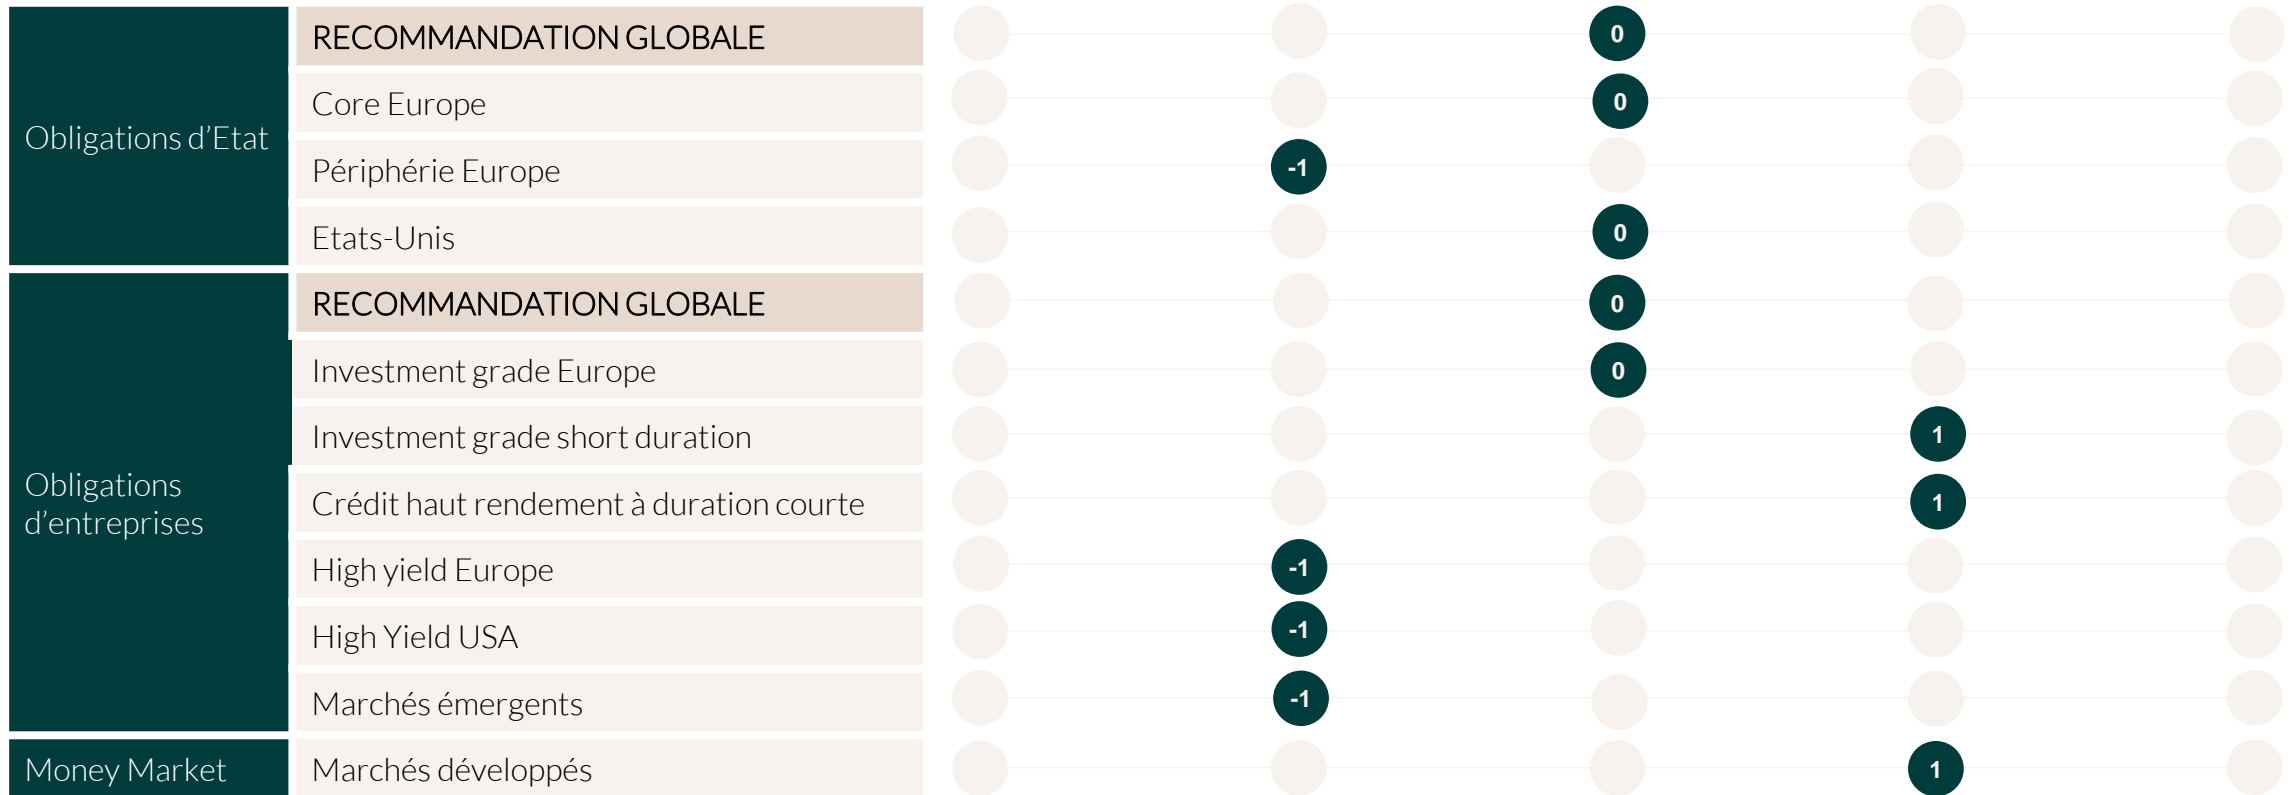 RECOMMANDATION GLOBALE 0
Core Europe 0
Obligations d’Etat
Périphérie Europe -1
Etats-Unis 0
RECOMMANDATION GLOBALE 0
Investment grade Europe 0
Investment grade short duration 1
Obligations
d’entreprises
Crédit haut rendement à duration courte 1
High yield Europe -1
High Yield USA -1
Marchés émergents -1
Money Market Marchés développés 1